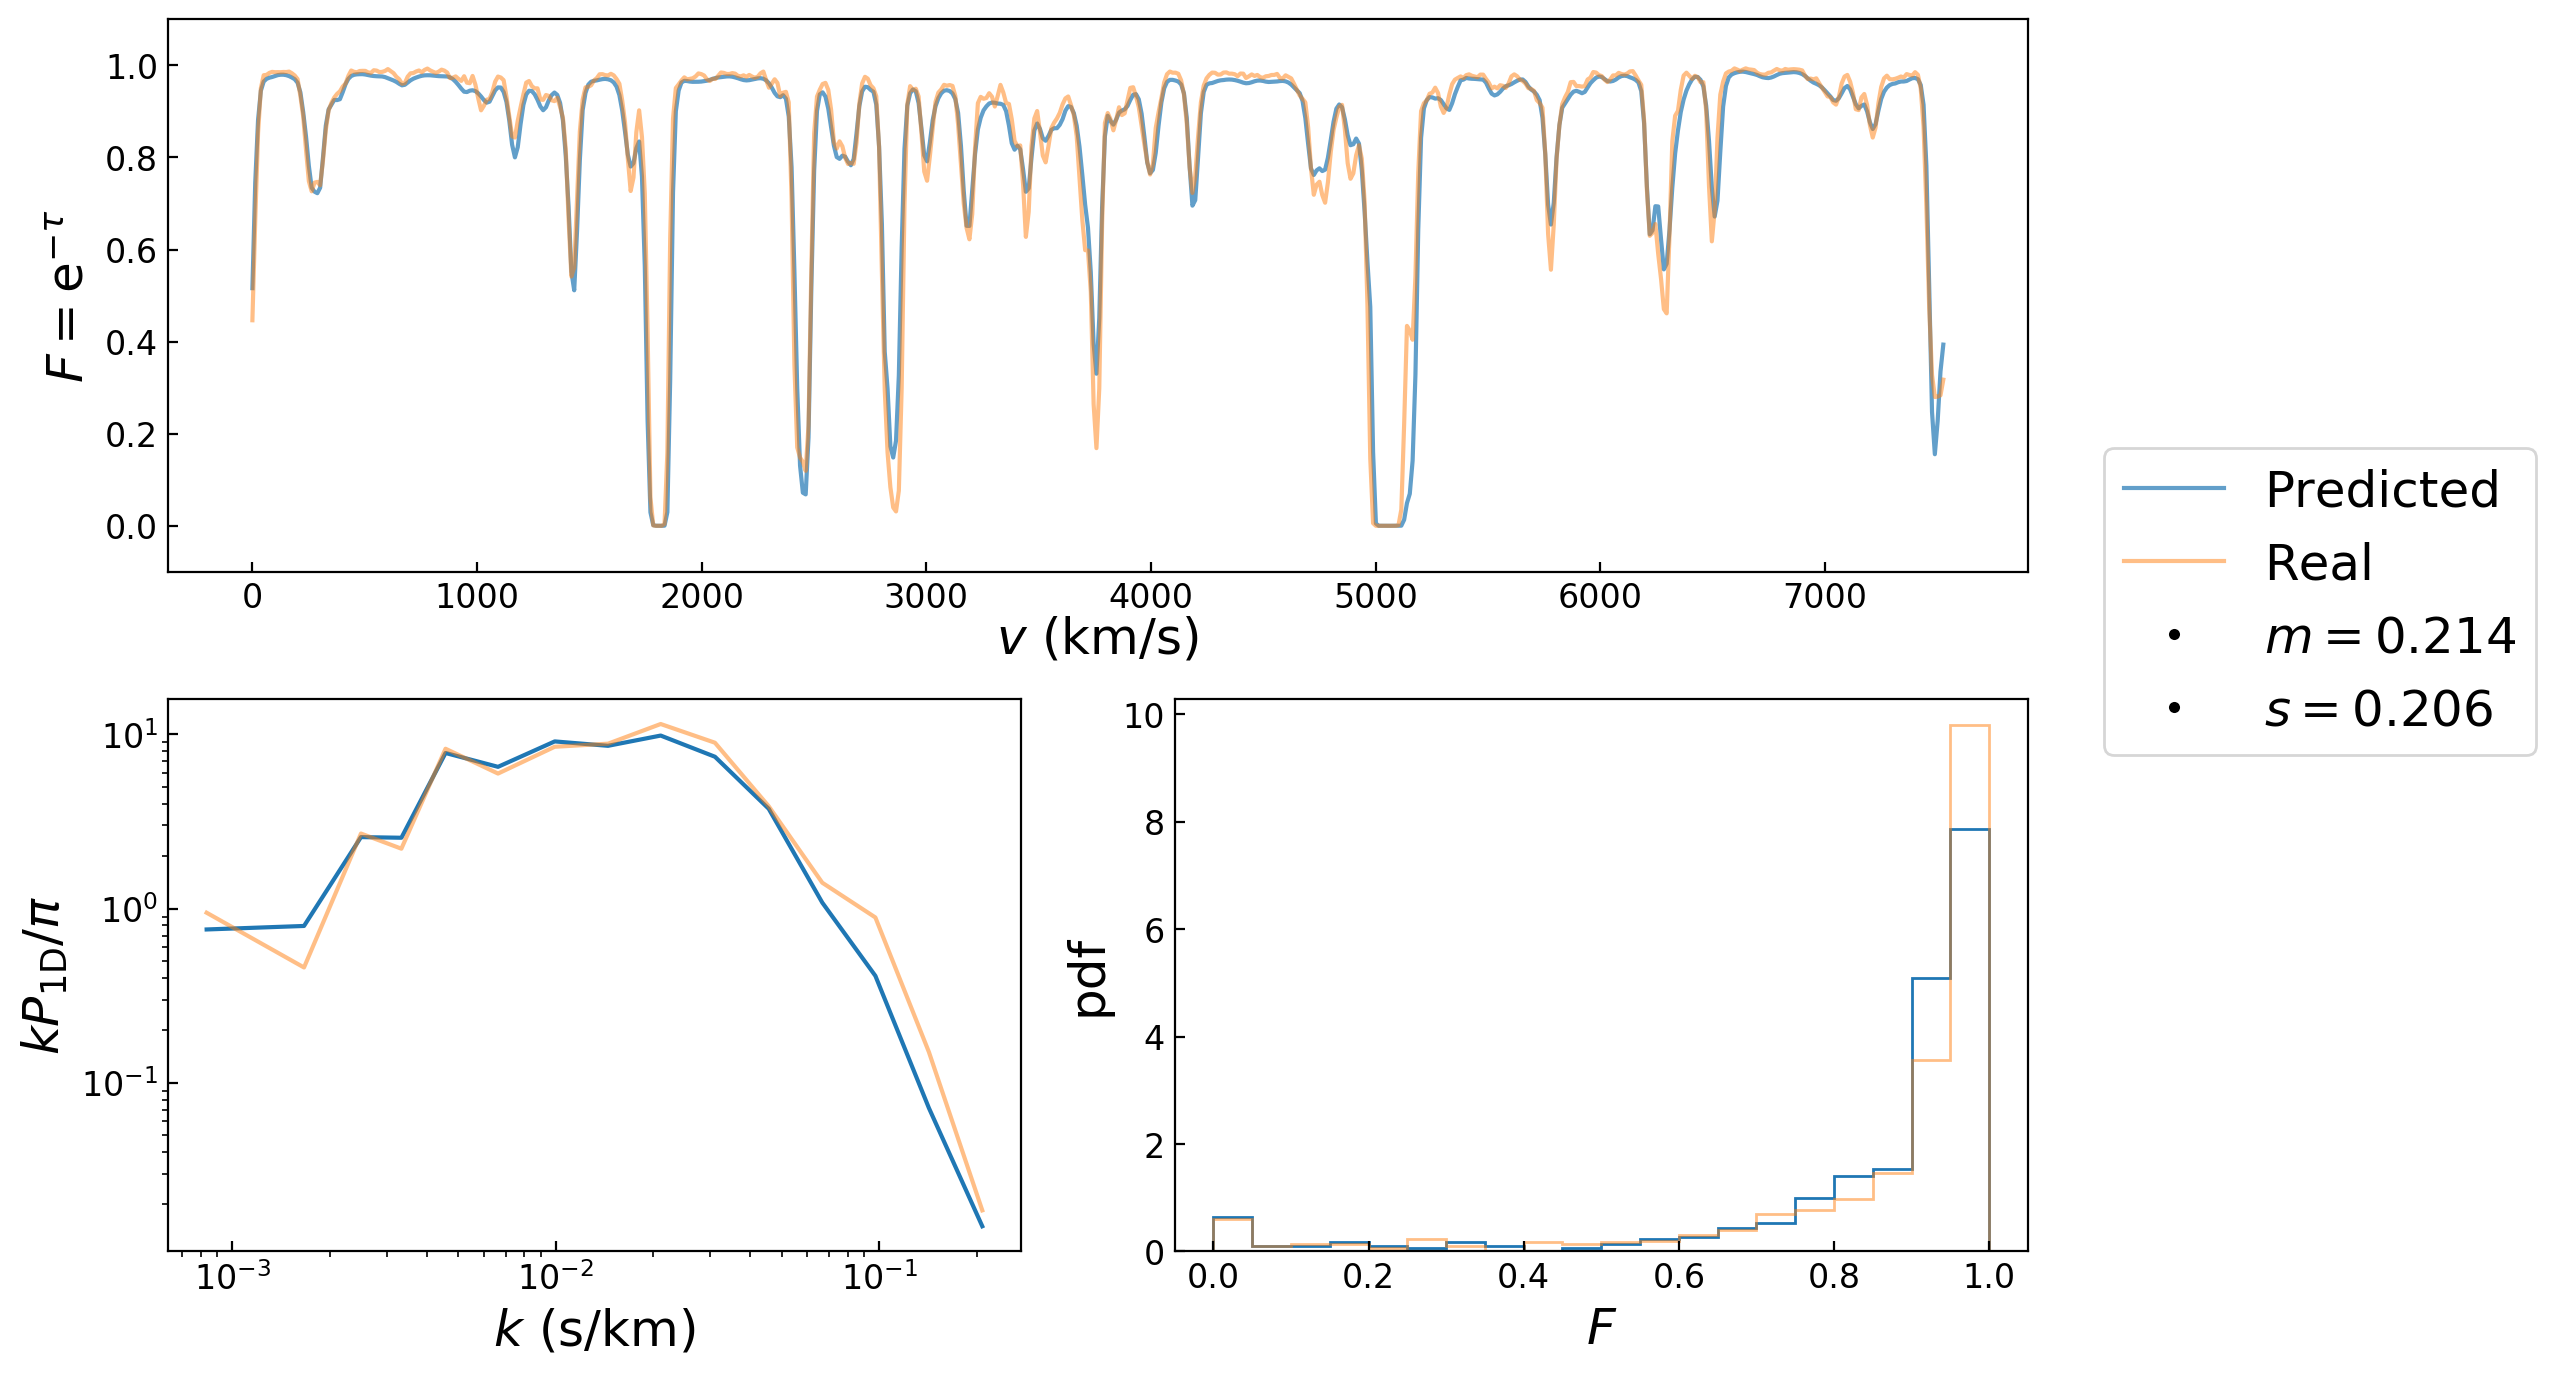 1.0
0.8
0.6
0.4
0.2
0.0
F = e^{−τ}
0 1000 2000 3000 4000 5000 6000 7000
v (km/s)
Predicted
Real
m = 0.214
s = 0.206
10^1
10^0
10^{−1}
kP_{1D}/π
10^{−3} 10^{−2} 10^{−1}
k (s/km)
10
8
6
4
2
0
pdf
0.0 0.2 0.4 0.6 0.8 1.0
F